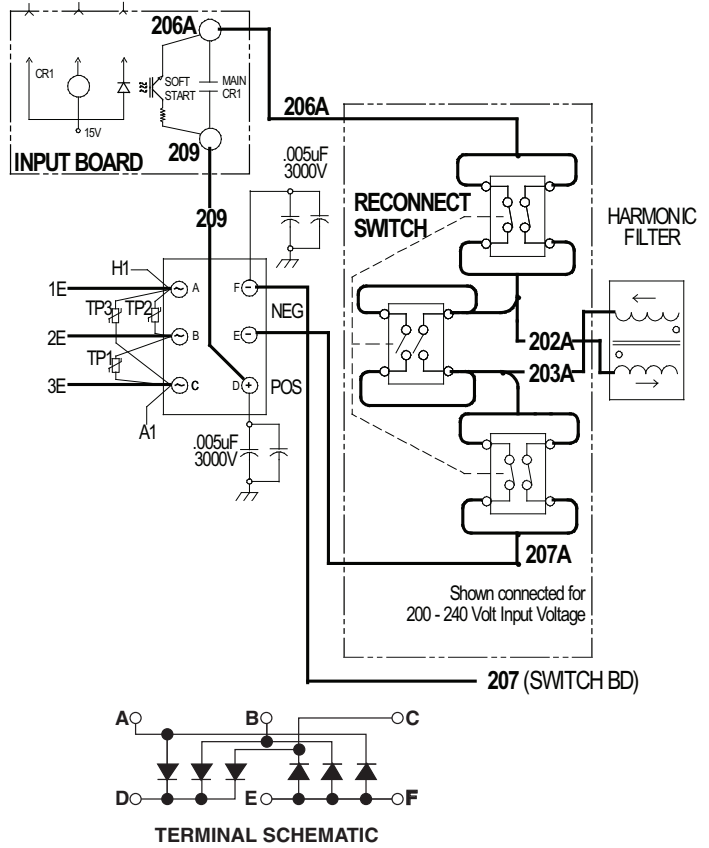 206A
CR1
SOFT
START
MAIN
CR1
15V
INPUT BOARD
209
206A
.005uF
3000V
RECONNECT
SWITCH
HARMONIC
FILTER
209
H1
1E
A
F
NEG
TP3
TP2
2E
B
E
TP1
3E
C
D
POS
A1
202A
203A
.005uF
3000V
207A
Shown connected for
200 - 240 Volt Input Voltage
207 (SWITCH BD)
A
B
C
D
E
F
TERMINAL SCHEMATIC